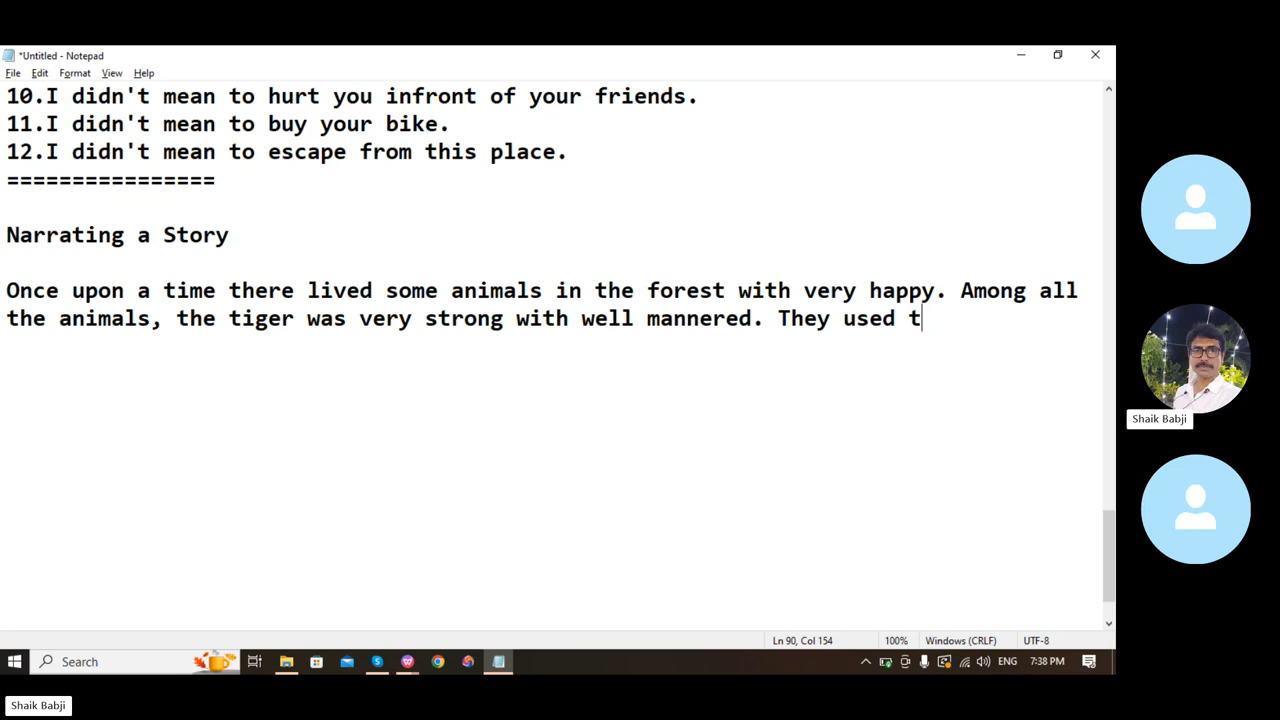 *Untitled - Notepad
File Edit Format View Help
10.I didn't mean to hurt you infront of your friends.
11.I didn't mean to buy your bike.
12.I didn't mean to escape from this place.
================
Narrating a Story
Once upon a time there lived some animals in the forest with very happy. Among all
the animals, the tiger was very strong with well mannered. They used t
Shaik Babji
Ln 90, Col 154 100% Windows (CRLF) UTF-8
Search ENG 7:38 PM
Shaik Babji